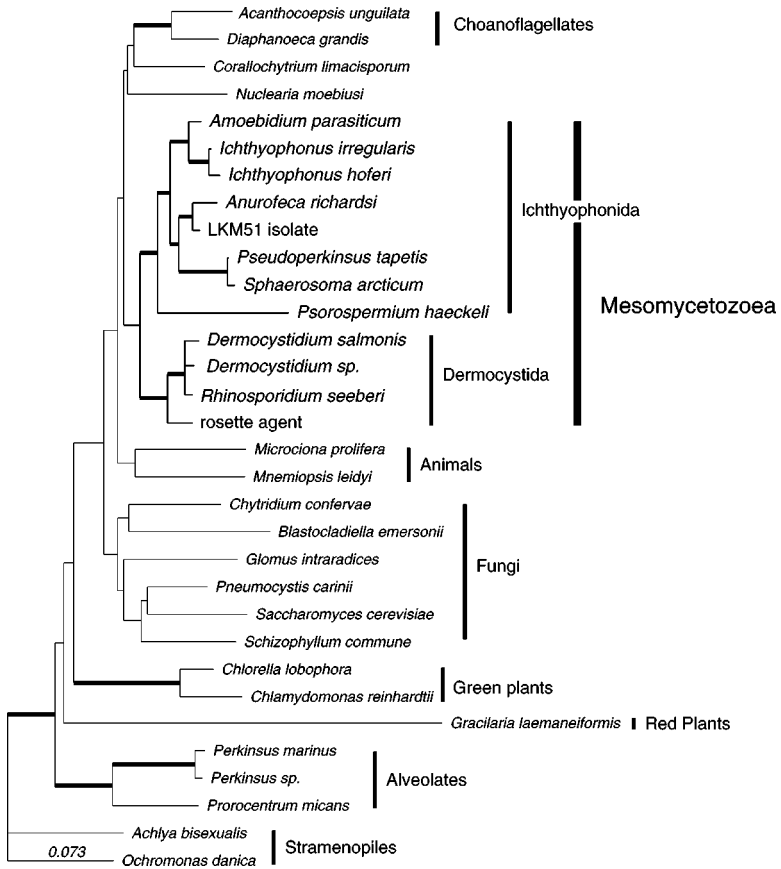 Acanthocoepsis unguilata
Choanoflagellates
Diaphanoeca grandis
Corallochytrium limacisporum
Nuclearia moebiusi
Amoebidium parasiticum
Ichthyophonus irregularis
Ichthyophonus hoferi
Anurofeca richardsi
Ichthyophonida
LKM51 isolate
Pseudoperkinsus tapetis
Sphaerosoma arcticum
Mesomycetozoea
Psorospermium haeckeli
Dermocystidium salmonis
Dermocystidium sp.
Dermocystida
Rhinosporidium seeberi
rosette agent
Microciona prolifera
Animals
Mnemiopsis leidyi
Chytridium confervae
Blastocladiella emersonii
Glomus intraradices
Fungi
Pneumocystis carinii
Saccharomyces cerevisiae
Schizophyllum commune
Chlorella lobophora
Green plants
Chlamydomonas reinhardtii
Gracilaria laemaneiformis
Red Plants
Perkinsus marinus
Perkinsus sp.
Alveolates
Prorocentrum micans
Achlya bisexualis
Stramenopiles
0.073
Ochromonas danica